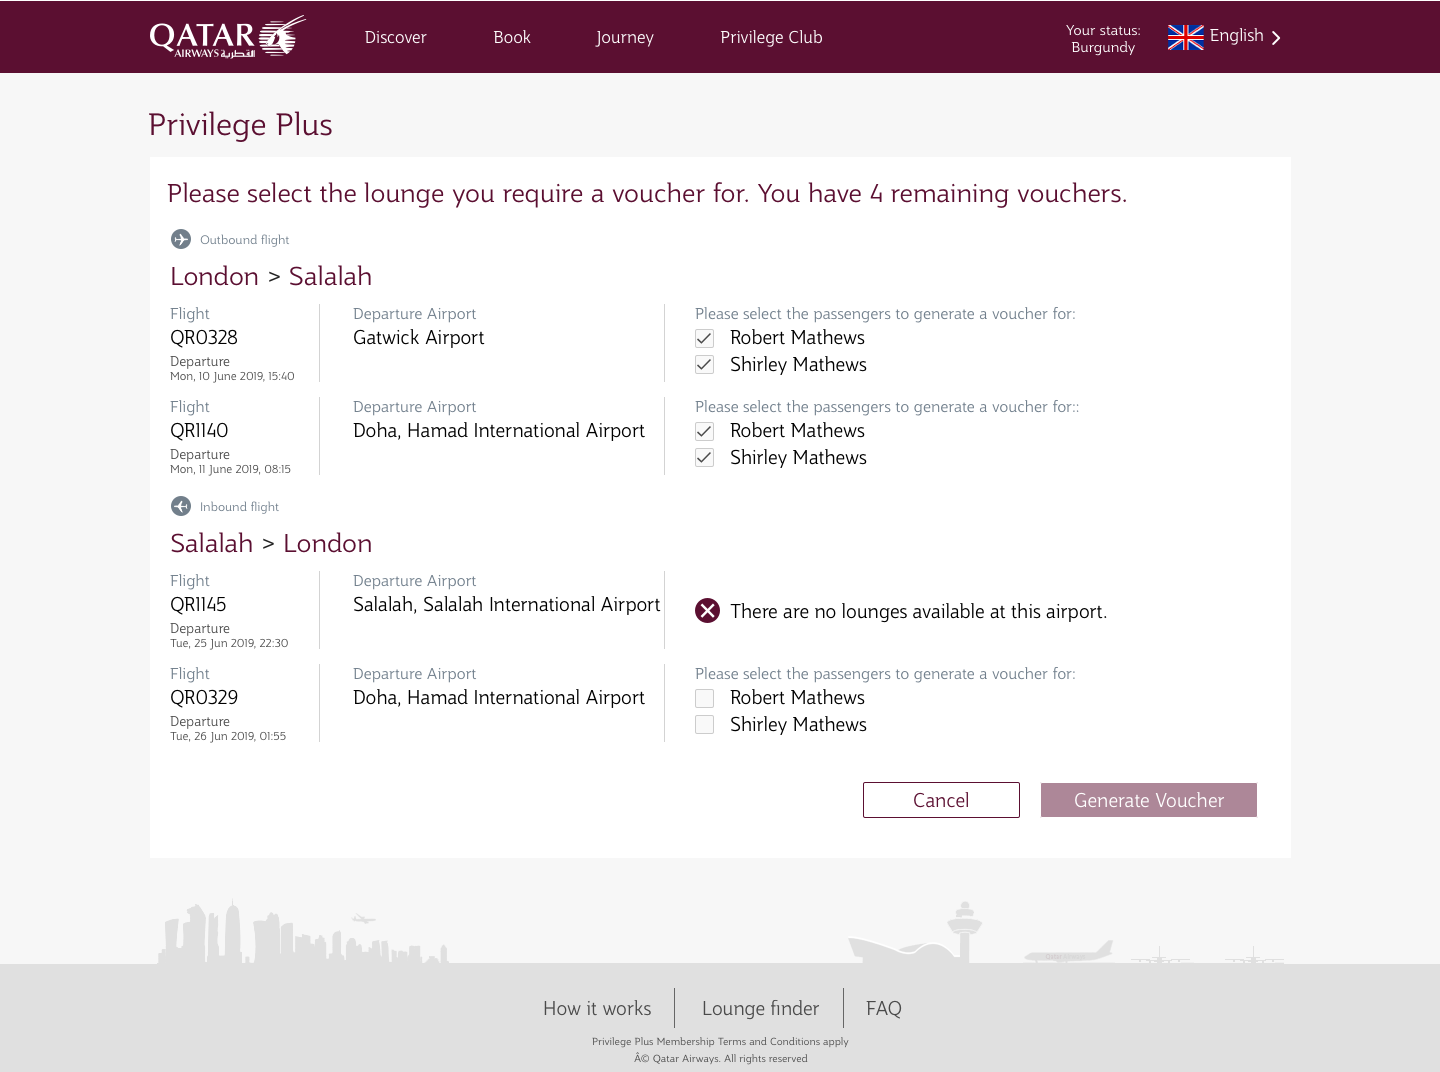 QATAR
AIRWAYS القطرية
Discover
Book
Journey
Privilege Club
Your status:
Burgundy
English
Privilege Plus
Please select the lounge you require a voucher for. You have 4 remaining vouchers.
Outbound flight
London > Salalah
Flight
QR0328
Departure
Mon, 10 June 2019, 15:40
Departure Airport
Gatwick Airport
Please select the passengers to generate a voucher for:
Robert Mathews
Shirley Mathews
Flight
QR1140
Departure
Mon, 11 June 2019, 08:15
Departure Airport
Doha, Hamad International Airport
Please select the passengers to generate a voucher for::
Robert Mathews
Shirley Mathews
Inbound flight
Salalah > London
Flight
QR1145
Departure
Tue, 25 Jun 2019, 22:30
Departure Airport
Salalah, Salalah International Airport
There are no lounges available at this airport.
Flight
QR0329
Departure
Tue, 26 Jun 2019, 01:55
Departure Airport
Doha, Hamad International Airport
Please select the passengers to generate a voucher for:
Robert Mathews
Shirley Mathews
Cancel
Generate Voucher
How it works
Lounge finder
FAQ
Privilege Plus Membership Terms and Conditions apply
Â© Qatar Airways. All rights reserved